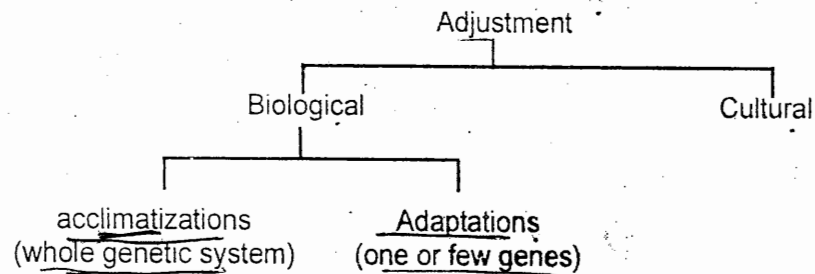 Adjustment
Biological Cultural
acclimatizations Adaptations
(whole genetic system) (one or few genes)